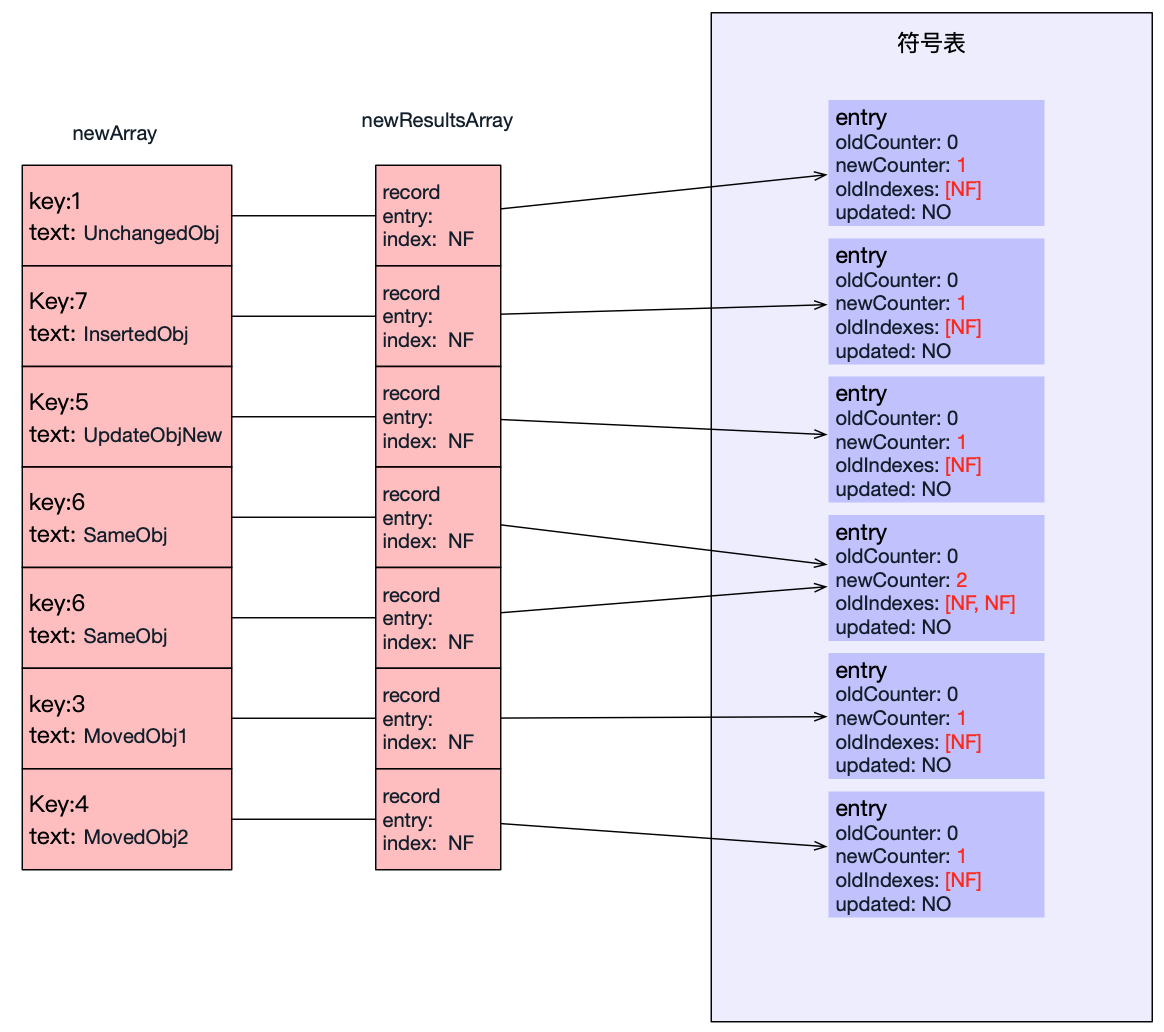 符号表
newArray
newResultsArray
key:1
text: UnchangedObj
Key:7
text: InsertedObj
Key:5
text: UpdateObjNew
key:6
text: SameObj
key:6
text: SameObj
key:3
text: MovedObj1
Key:4
text: MovedObj2
record
entry:
index: NF
record
entry:
index: NF
record
entry:
index: NF
record
entry:
index: NF
record
entry:
index: NF
record
entry:
index: NF
record
entry:
index: NF
entry
oldCounter: 0
newCounter: 1
oldIndexes: [NF]
updated: NO
entry
oldCounter: 0
newCounter: 1
oldIndexes: [NF]
updated: NO
entry
oldCounter: 0
newCounter: 1
oldIndexes: [NF]
updated: NO
entry
oldCounter: 0
newCounter: 2
oldIndexes: [NF, NF]
updated: NO
entry
oldCounter: 0
newCounter: 1
oldIndexes: [NF]
updated: NO
entry
oldCounter: 0
newCounter: 1
oldIndexes: [NF]
updated: NO